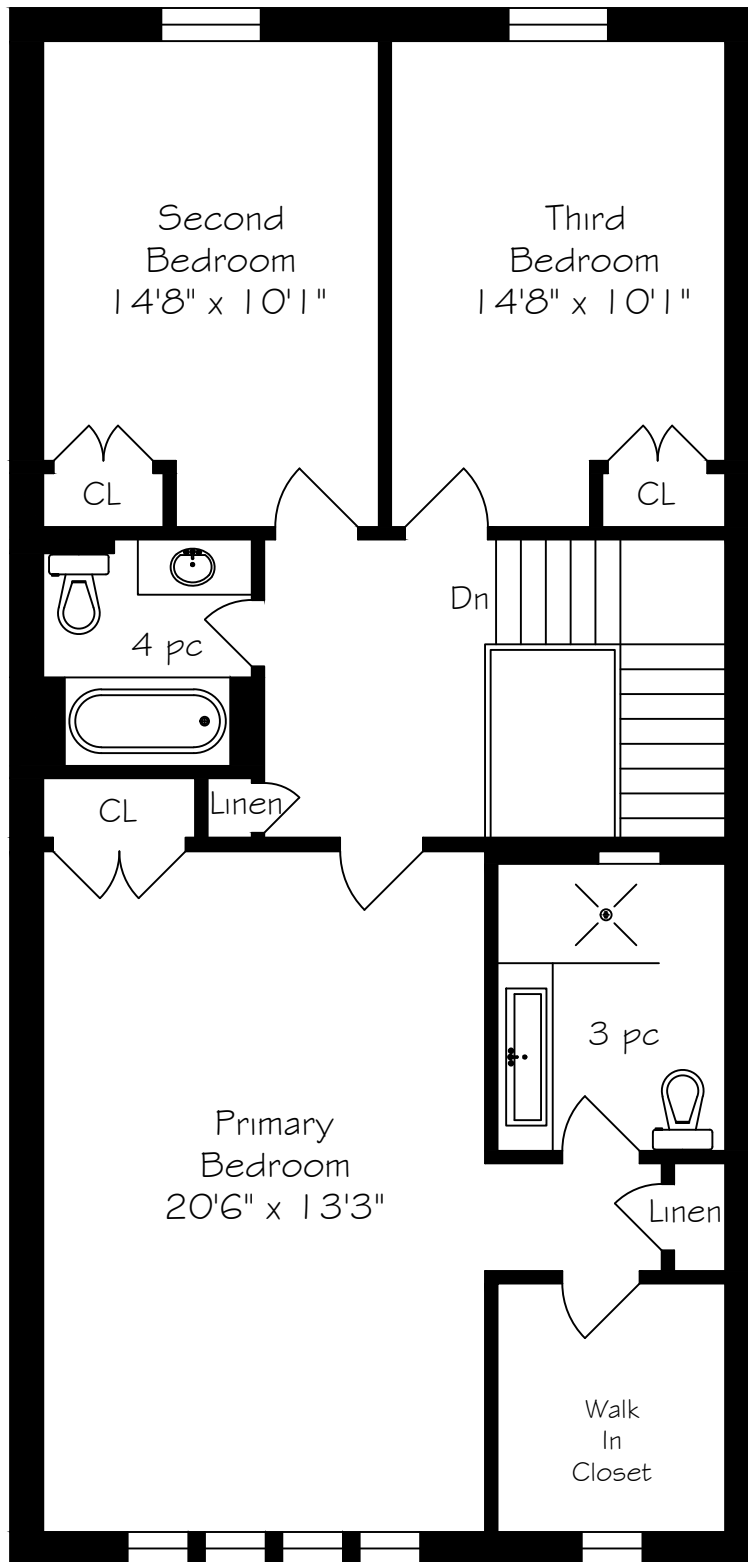 Second
Bedroom
14'8" x 10'1"
Third
Bedroom
14'8" x 10'1"
CL
CL
Dn
4 pc
CL
Linen
3 pc
Primary
Bedroom
20'6" x 13'3"
Linen
Walk
In
Closet